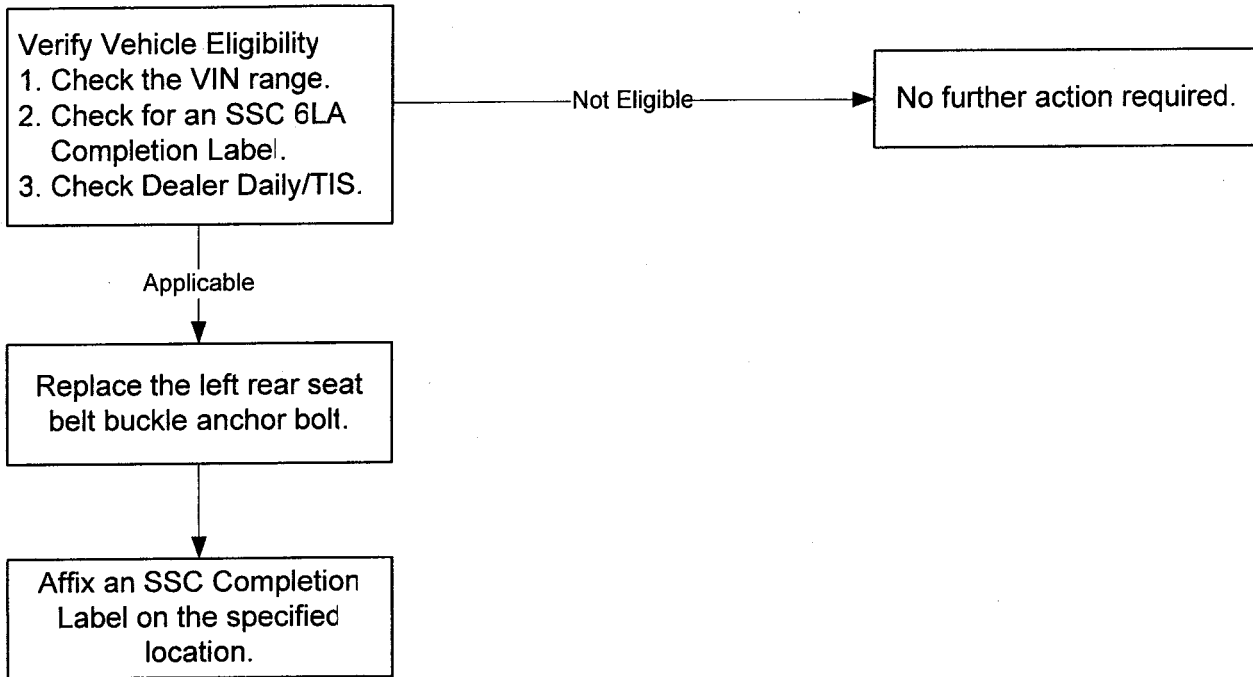 Verify Vehicle Eligibility
1. Check the VIN range.
2. Check for an SSC 6LA
Completion Label.
3. Check Dealer Daily/TIS.
Not Eligible
No further action required.
Applicable
Replace the left rear seat
belt buckle anchor bolt.
Affix an SSC Completion
Label on the specified
location.